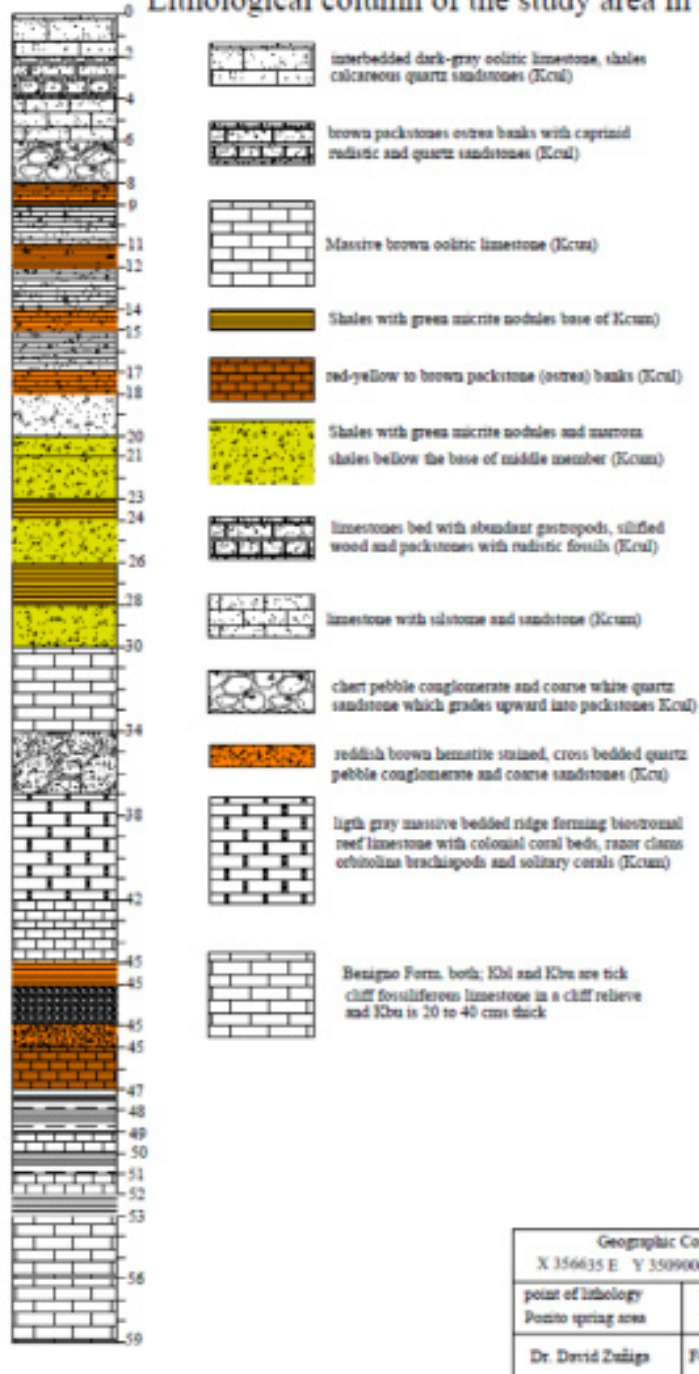 Lithological column of the study area in
0
2
4
6
8
9
11
12
14
15
17
18
20
21
23
24
26
28
30
34
38
42
45
45
45
45
47
48
49
50
51
52
53
56
59
interbedded dark-gray oolitic limestone, shales
calcareous quartz sandstones (Kcul)
brown packstones ostrea banks with caprinid
rudistic and quartz sandstones (Kcul)
Massive brown oolitic limestone (Kcuu)
Shales with green micrite nodules base of Kcum)
red-yellow to brown packstone (ostrea) banks (Kcul)
Shales with green micrite nodules and marrom
shales bellow the base of middle member (Kcum)
limestones bed with abundant gastropods, silified
wood and packstones with rudistic fossils (Kcul)
limestone with silstome and sandstone (Kcum)
chert pebble conglomerate and coarse white quartz
sandstone which grades upward into packstones Kcul)
reddish brown hematite stained, cross bedded quartz
pebble conglomerate and coarse sandstones (Kcu)
ligth gray massive bedded ridge forming biostromal
reef limestone with colonial coral beds, razor clams
orbitolina brachiapods and solitary corals (Kcum)
Benigno Form. both; Kbl and Kbu are tick
cliff fossiliferous limestone in a cliff relieve
and Kbu is 20 to 40 cms thick
Geographic Co
X 356635 E Y 3509000
point of lithology
Pozito spring area
Dr. David Zuñiga